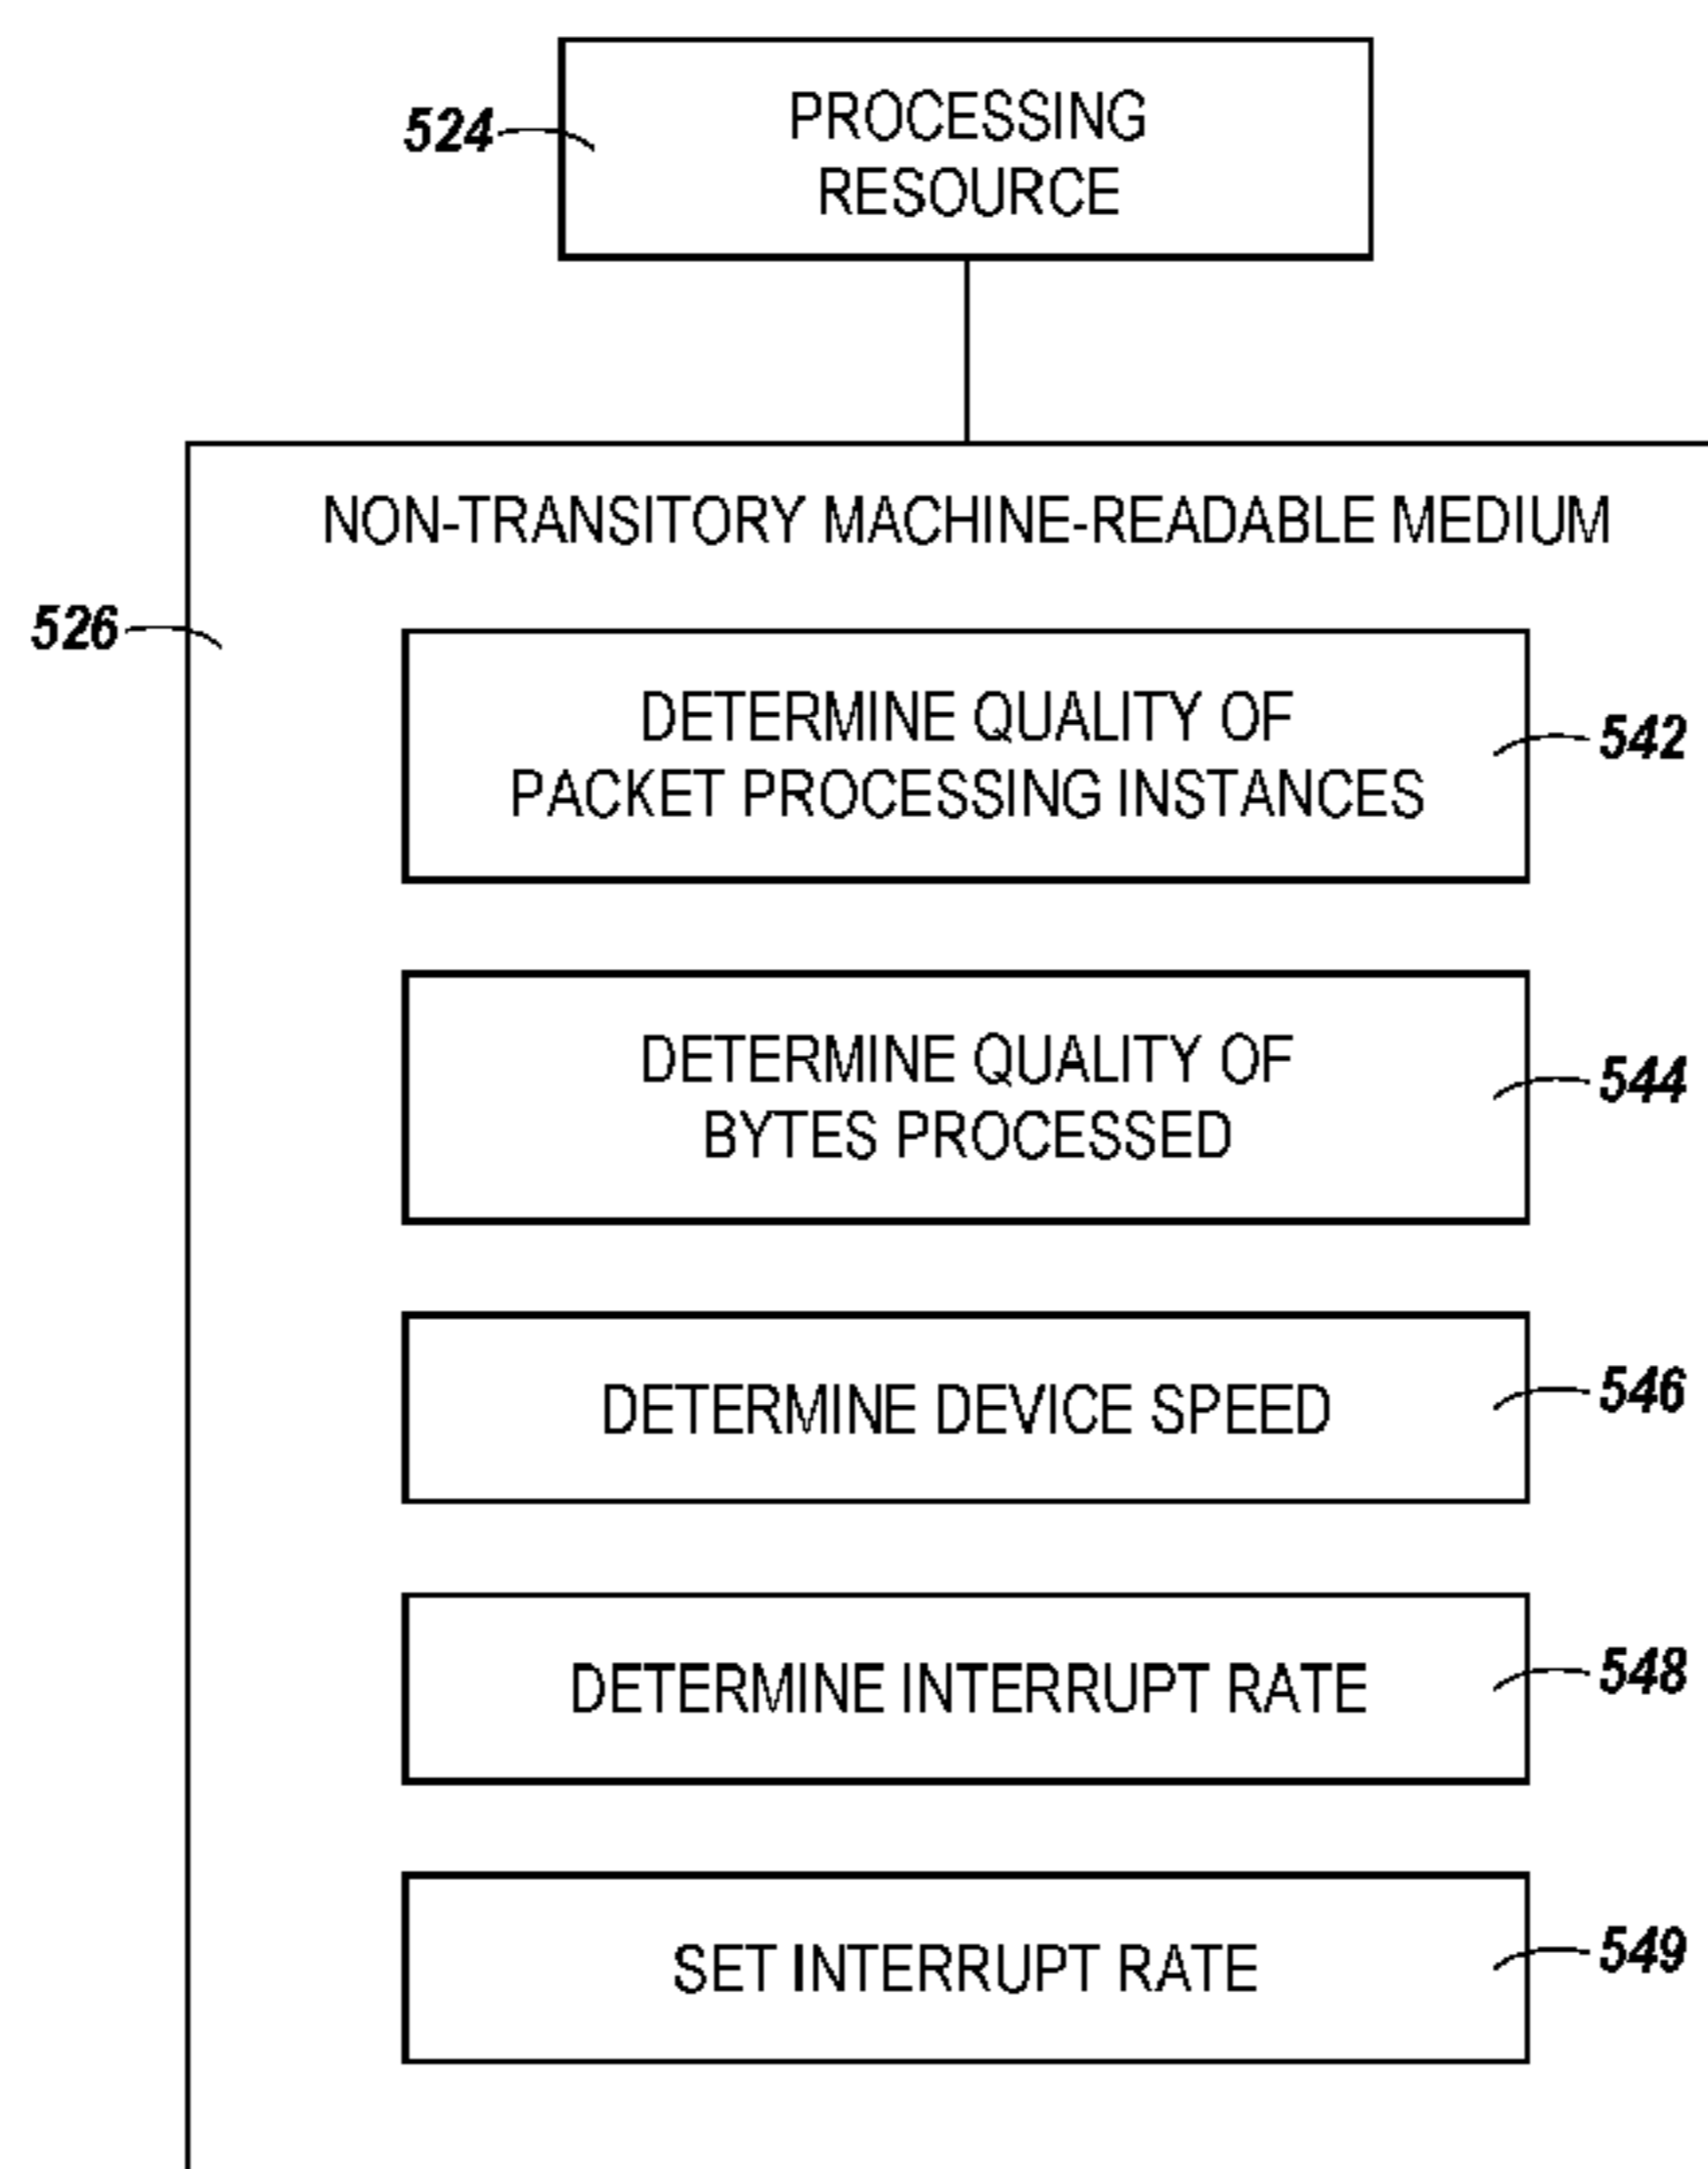 524
PROCESSING
RESOURCE
NON-TRANSITORY MACHINE-READABLE MEDIUM
526
DETERMINE QUALITY OF
PACKET PROCESSING INSTANCES
542
DETERMINE QUALITY OF
BYTES PROCESSED
544
DETERMINE DEVICE SPEED
546
DETERMINE INTERRUPT RATE
548
SET INTERRUPT RATE
549